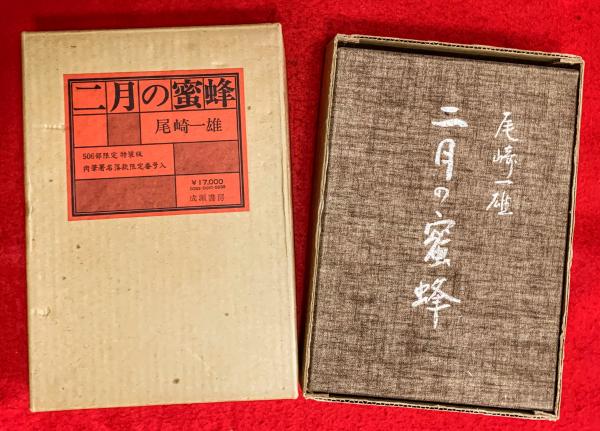 二月の蜜蜂
尾崎一雄
506部限定 特装版
肉筆署名落款限定番号入
¥17,000
成瀬書房
尾崎一雄
二月の蜜蜂